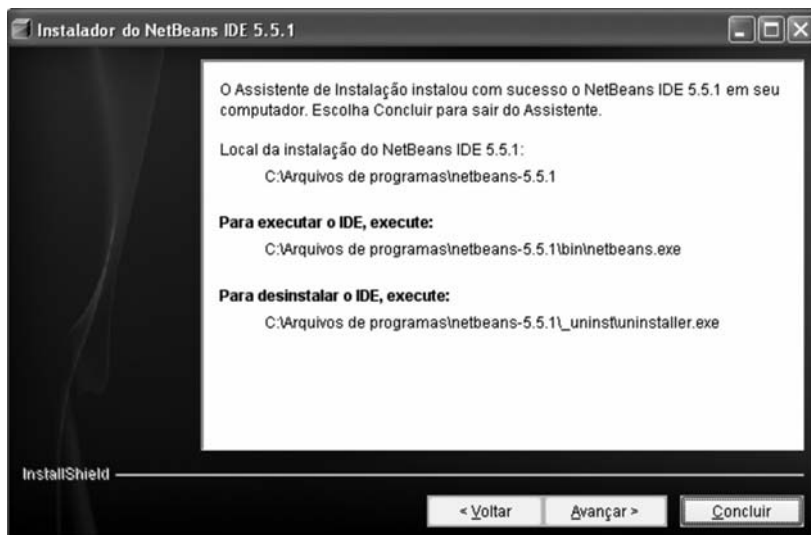 Instalador do NetBeans IDE 5.5.1
O Assistente de Instalação instalou com sucesso o NetBeans IDE 5.5.1 em seu
computador. Escolha Concluir para sair do Assistente.
Local da instalação do NetBeans IDE 5.5.1:
C:\Arquivos de programas\netbeans-5.5.1
Para executar o IDE, execute:
C:\Arquivos de programas\netbeans-5.5.1\bin\netbeans.exe
Para desinstalar o IDE, execute:
C:\Arquivos de programas\netbeans-5.5.1\_uninst\uninstaller.exe
InstallShield
< Voltar Avançar > Concluir